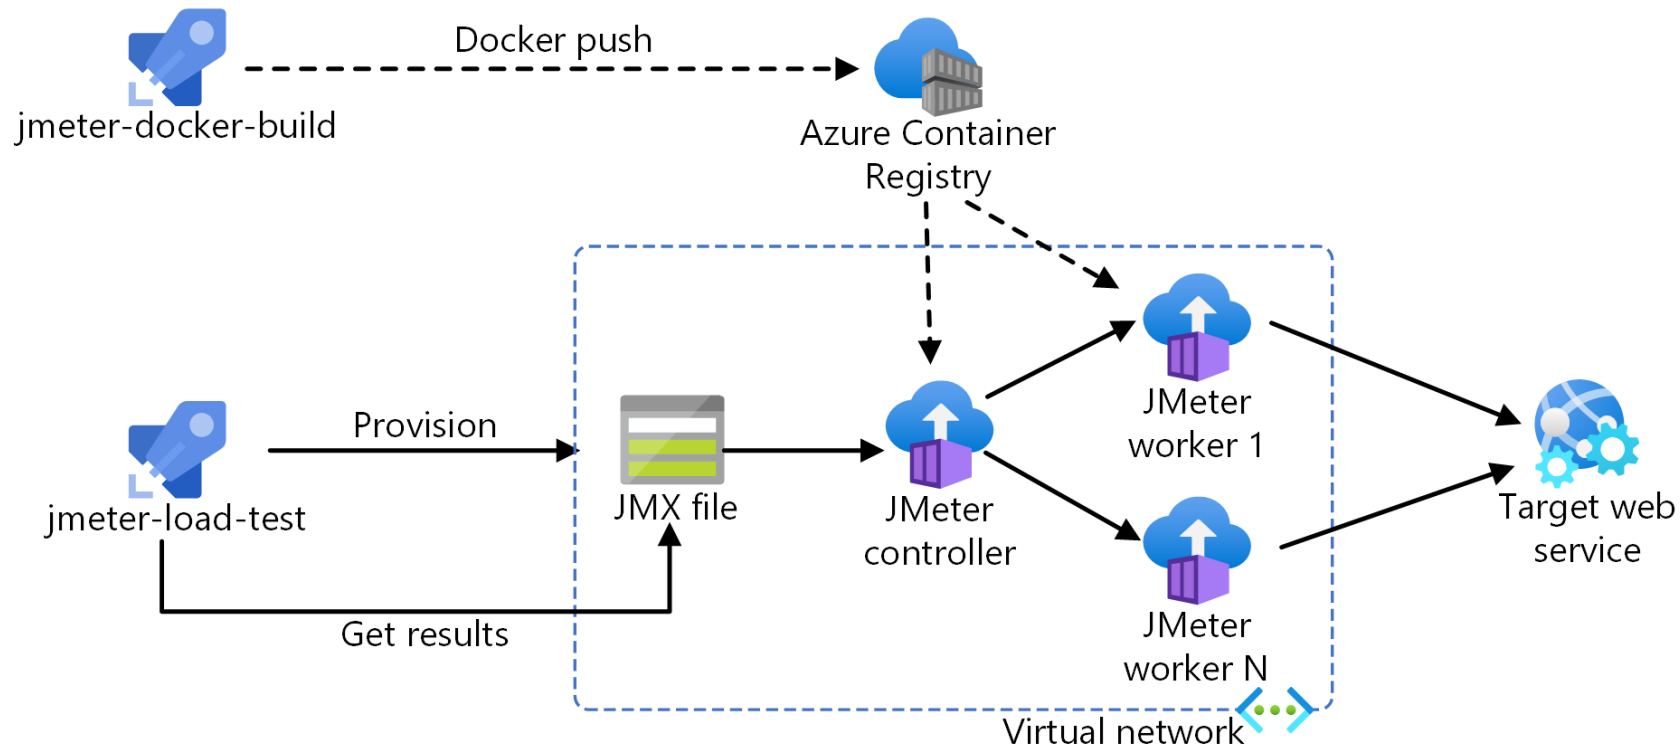 Docker push
jmeter-docker-build
Azure Container
Registry
Provision
jmeter-load-test
Get results
JMX file
JMeter
controller
JMeter
worker 1
JMeter
worker N
Target web
service
Virtual network